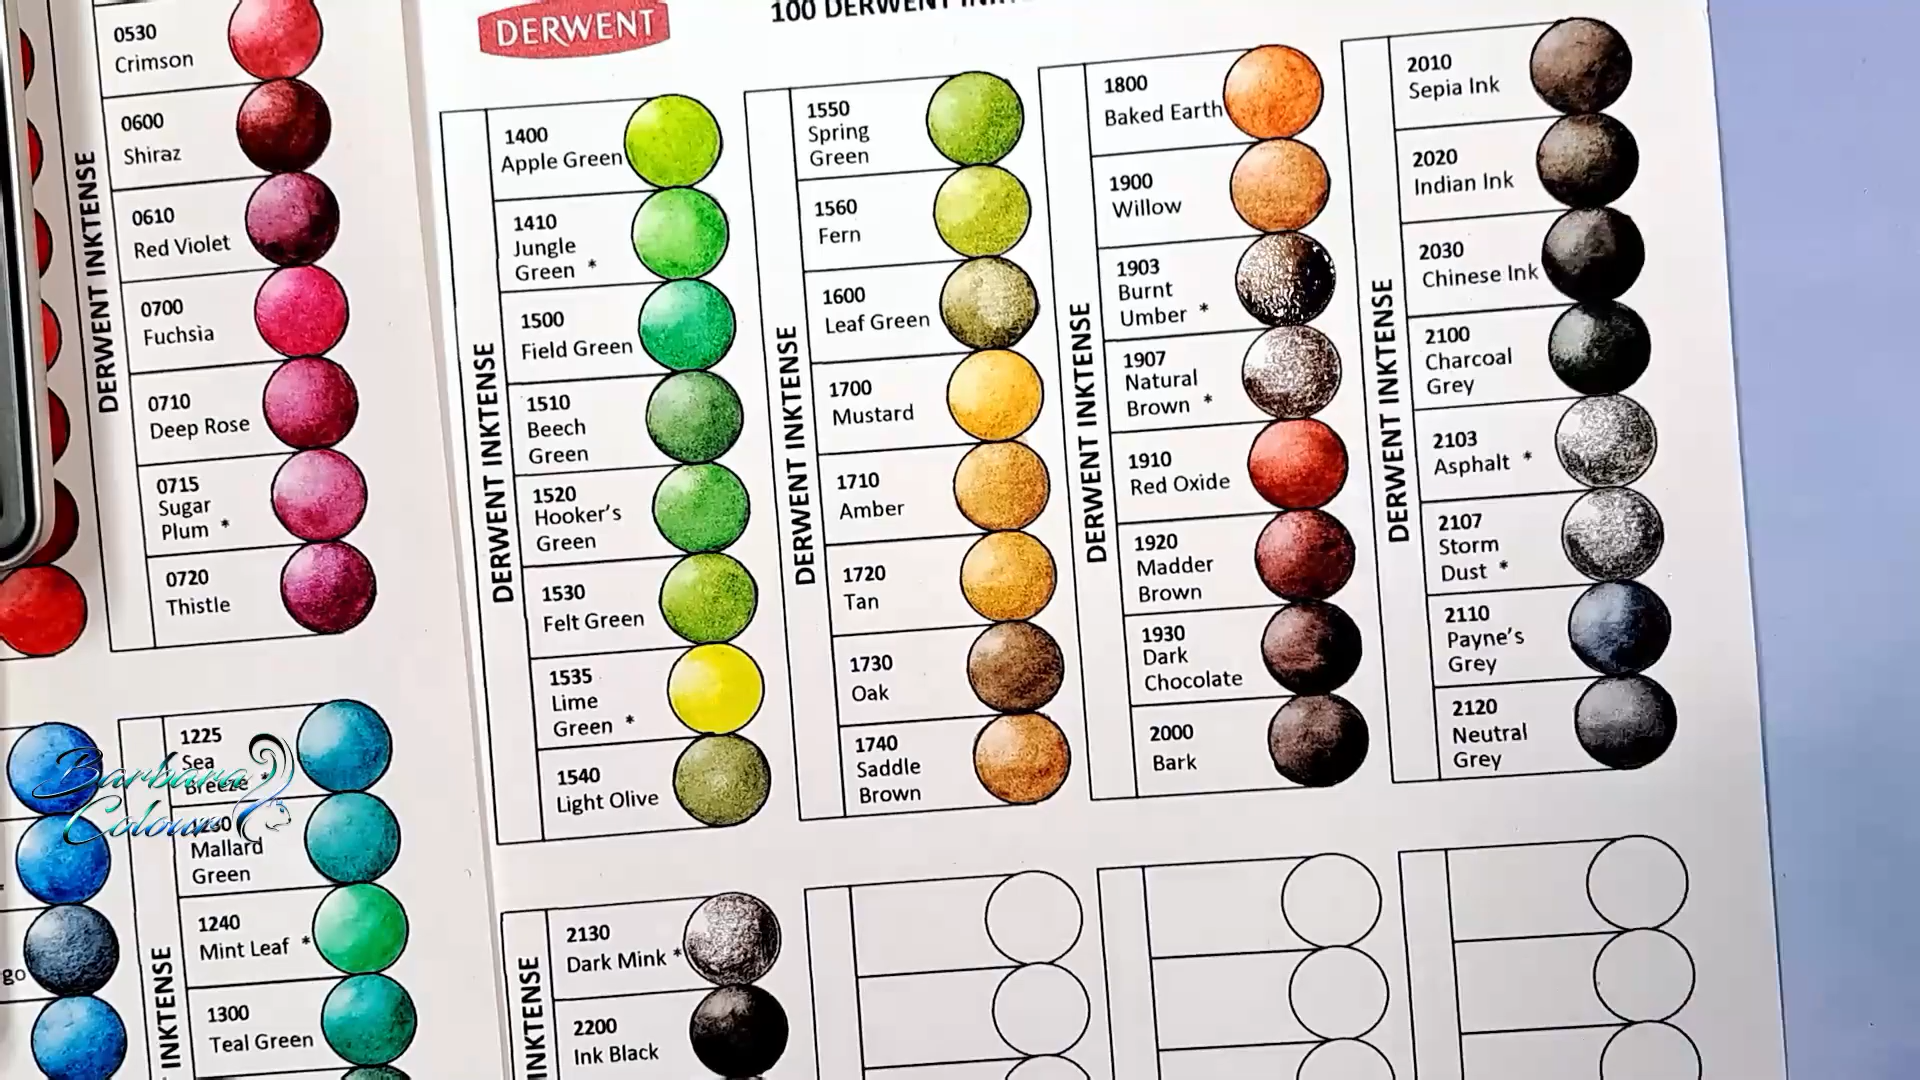 0530
Crimson
0600
Shiraz
0610
Red Violet
0700
Fuchsia
0710
Deep Rose
0715
Sugar
Plum *
0720
Thistle
DERWENT INKTENSE
1225
Sea
Breeze *
Mallard
Green
1240
Mint Leaf *
1300
Teal Green
INKTENSE
go
Barbara
Colour
DERWENT
100 DERWENT
1400
Apple Green
1410
Jungle
Green *
1500
Field Green
1510
Beech
Green
1520
Hooker's
Green
1530
Felt Green
1535
Lime
Green *
1540
Light Olive
DERWENT INKTENSE
1550
Spring
Green
1560
Fern
1600
Leaf Green
1700
Mustard
1710
Amber
1720
Tan
1730
Oak
1740
Saddle
Brown
DERWENT INKTENSE
1800
Baked Earth
1900
Willow
1903
Burnt
Umber *
1907
Natural
Brown *
1910
Red Oxide
1920
Madder
Brown
1930
Dark
Chocolate
2000
Bark
DERWENT INKTENSE
2010
Sepia Ink
2020
Indian Ink
2030
Chinese Ink
2100
Charcoal
Grey
2103
Asphalt *
2107
Storm
Dust *
2110
Payne's
Grey
2120
Neutral
Grey
DERWENT INKTENSE
2130
Dark Mink *
2200
Ink Black
INKTENSE